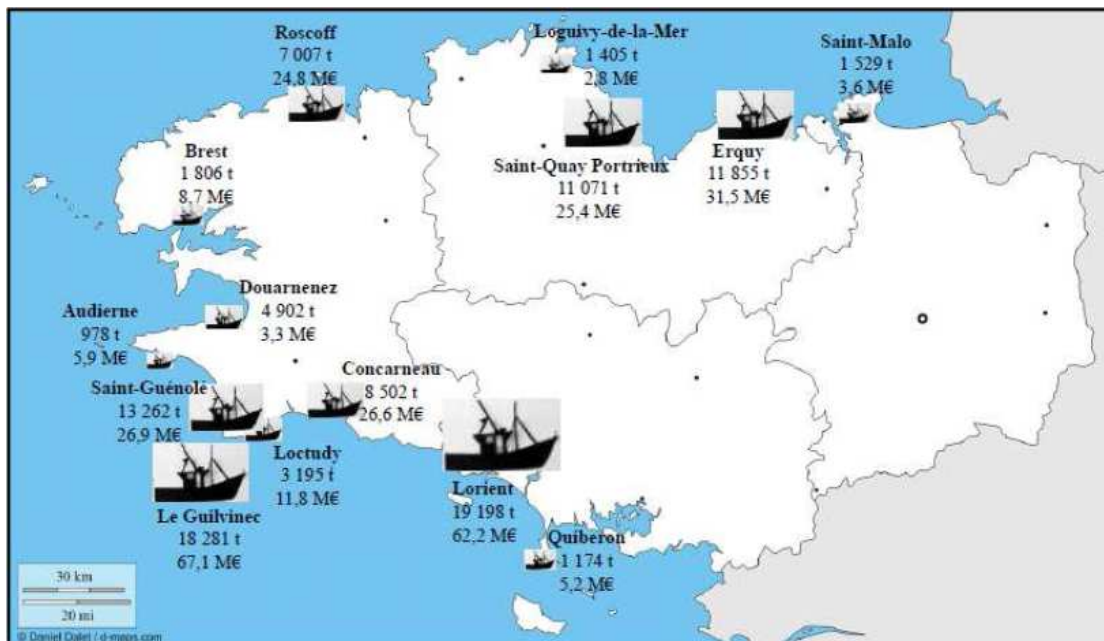 Roscoff
7 007 t
24,8 M€
Loguivy-de-la-Mer
1 405 t
2,8 M€
Saint-Malo
1 529 t
3,6 M€
Brest
1 806 t
8,7 M€
Saint-Quay Portrieux
11 071 t
25,4 M€
Erquy
11 855 t
31,5 M€
Douarnenez
4 902 t
3,3 M€
Audierne
978 t
5,9 M€
Concarneau
8 502 t
26,6 M€
Saint-Guénolé
13 262 t
26,9 M€
Loctudy
3 195 t
11,8 M€
Lorient
19 198 t
62,2 M€
Le Guilvinec
18 281 t
67,1 M€
Quiberon
1 174 t
5,2 M€
30 km
20 mi
© Daniel Dalet / d-maps.com